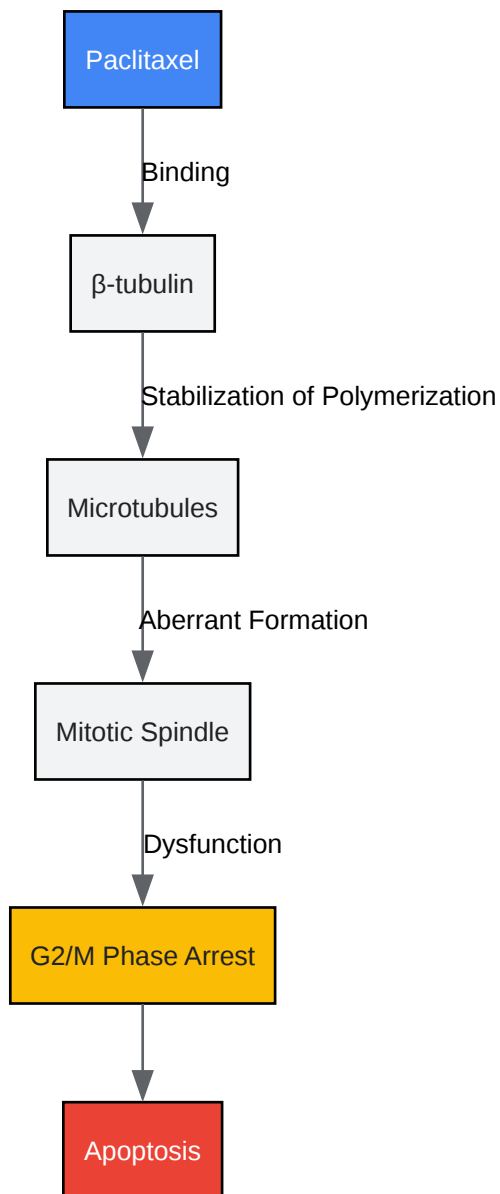 Paclitaxel
Binding
β-tubulin
Stabilization of Polymerization
Microtubules
Aberrant Formation
Mitotic Spindle
Dysfunction
G2/M Phase Arrest
Apoptosis